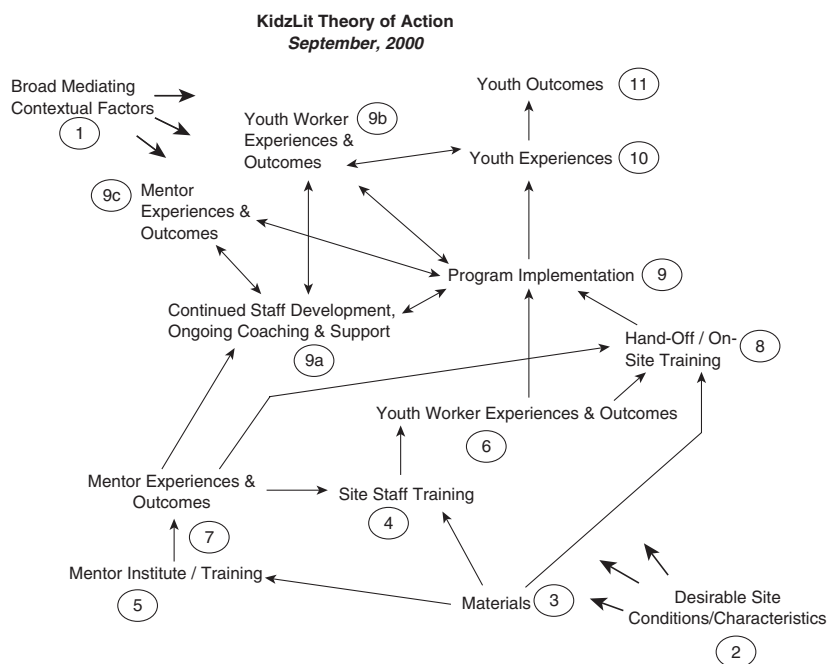 KidzLit Theory of Action
September, 2000
Broad Mediating
Contextual Factors
1
Youth Outcomes
11
Youth Worker
Experiences &
Outcomes
9b
Youth Experiences
10
9c
Mentor
Experiences &
Outcomes
Program Implementation
9
Continued Staff Development,
Ongoing Coaching & Support
9a
Hand-Off / On-
Site Training
8
Youth Worker Experiences & Outcomes
6
Mentor Experiences &
Outcomes
7
Site Staff Training
4
Mentor Institute / Training
5
Materials
3
Desirable Site
Conditions/Characteristics
2